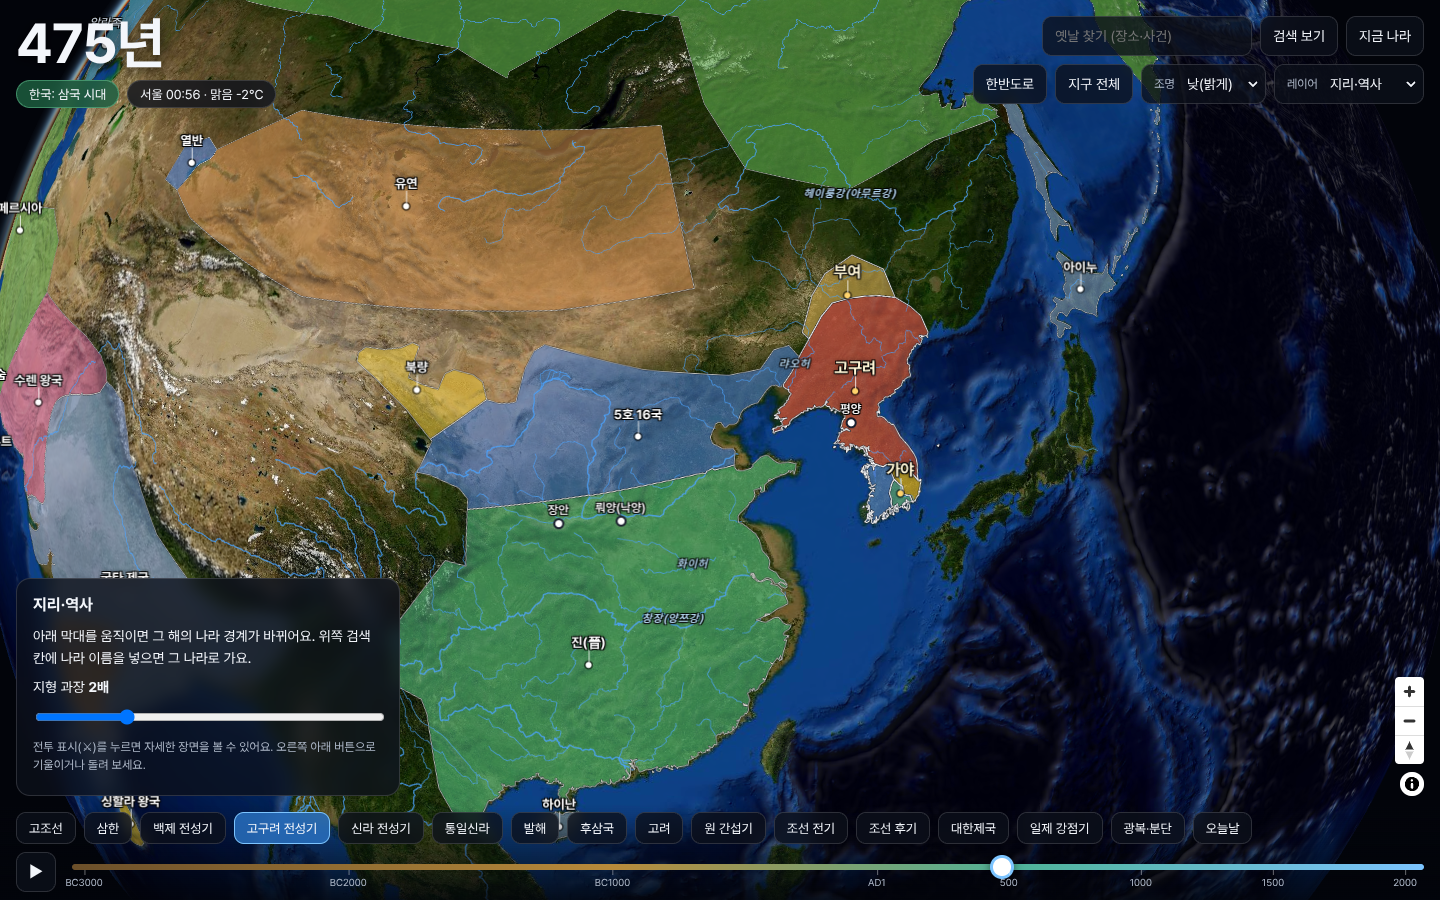 475년
한국: 삼국 시대
서울 00:56 · 맑음 -2°C
옛날 찾기 (장소·사건)
검색 보기
지금 나라
한반도로
지구 전체
조명 낮(밝게)
레이어 지리·역사
열반
유연
헤이룽강(아무르강)
페르시아
부여
아이누
수렌 왕국
북량
라오허
고구려
평양
5호 16국
가야
장안
뤄양(낙양)
화이허
창장(양쯔강)
진(晉)
굽타 제국
지리·역사
아래 막대를 움직이면 그 해의 나라 경계가 바뀌어요. 위쪽 검색
칸에 나라 이름을 넣으면 그 나라로 가요.
지형 과장 2배
전투 표시(⚔)를 누르면 자세한 장면을 볼 수 있어요. 오른쪽 아래 버튼으로
기울이거나 돌려 보세요.
싱할라 왕국
하이난
고조선
삼한
백제 전성기
고구려 전성기
신라 전성기
통일신라
발해
후삼국
고려
원 간섭기
조선 전기
조선 후기
대한제국
일제 강점기
광복·분단
오늘날
BC3000
BC2000
BC1000
AD1
500
1000
1500
2000